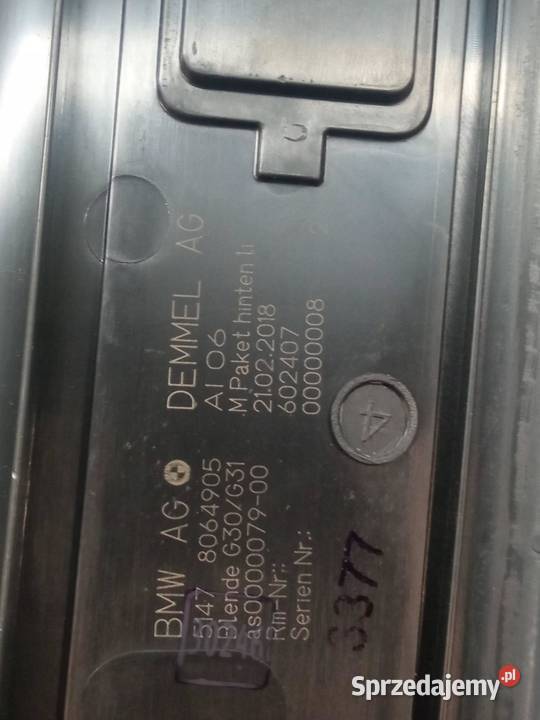 BMW AG DEMMEL AG
5147 8064905 AI 06
Blende G30/G31 M Paket hinten li
as0000079-00 21.02.2018
Rm-Nr.: 602407
Serien Nr.: 00000008
2
4
3377
Sprzedajemy.pl